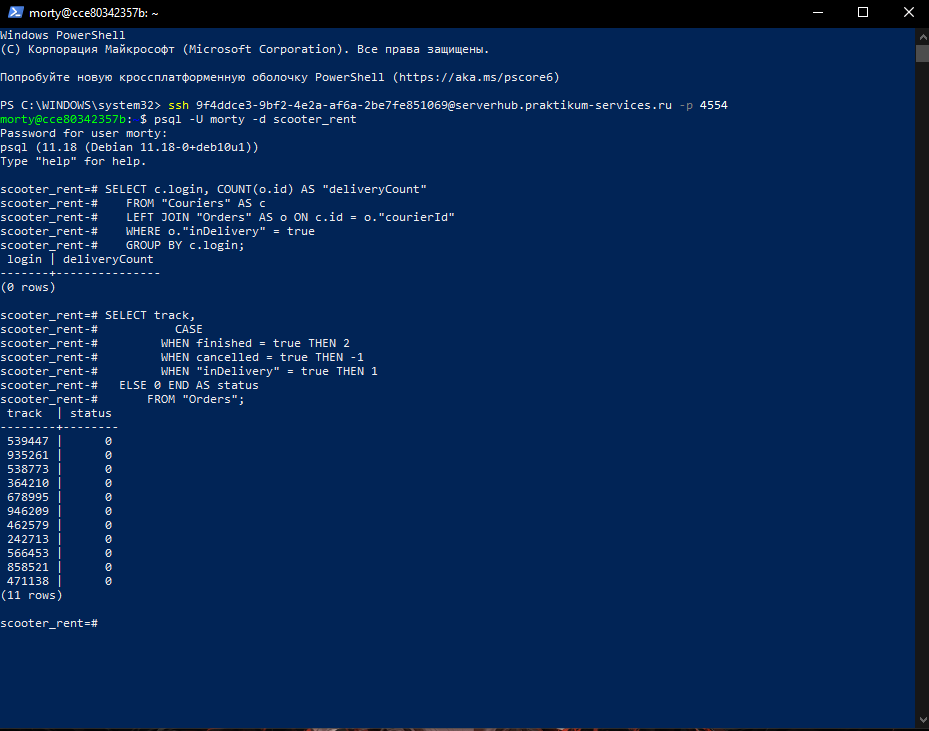 morty@cce80342357b: ~
Windows PowerShell
(C) Корпорация Майкрософт (Microsoft Corporation). Все права защищены.
Попробуйте новую кроссплатформенную оболочку PowerShell (https://aka.ms/pscore6)
PS C:\WINDOWS\system32> ssh 9f4ddce3-9bf2-4e2a-af6a-2be7fe851069@serverhub.praktikum-services.ru -p 4554
morty@cce80342357b: $ psql -U morty -d scooter_rent
Password for user morty:
psql (11.18 (Debian 11.18-0+deb10u1))
Type "help" for help.
scooter_rent=# SELECT c.login, COUNT(o.id) AS "deliveryCount"
scooter_rent-#    FROM "Couriers" AS c
scooter_rent-#    LEFT JOIN "Orders" AS o ON c.id = o."courierId"
scooter_rent-#    WHERE o."inDelivery" = true
scooter_rent-#    GROUP BY c.login;
 login | deliveryCount
-------+---------------
(0 rows)
scooter_rent=# SELECT track,
scooter_rent-#           CASE
scooter_rent-#         WHEN finished = true THEN 2
scooter_rent-#         WHEN cancelled = true THEN -1
scooter_rent-#         WHEN "inDelivery" = true THEN 1
scooter_rent-#   ELSE 0 END AS status
scooter_rent-#       FROM "Orders";
 track  | status
--------+--------
 539447 |      0
 935261 |      0
 538773 |      0
 364210 |      0
 678995 |      0
 946209 |      0
 462579 |      0
 242713 |      0
 566453 |      0
 858521 |      0
 471138 |      0
(11 rows)
scooter_rent=#